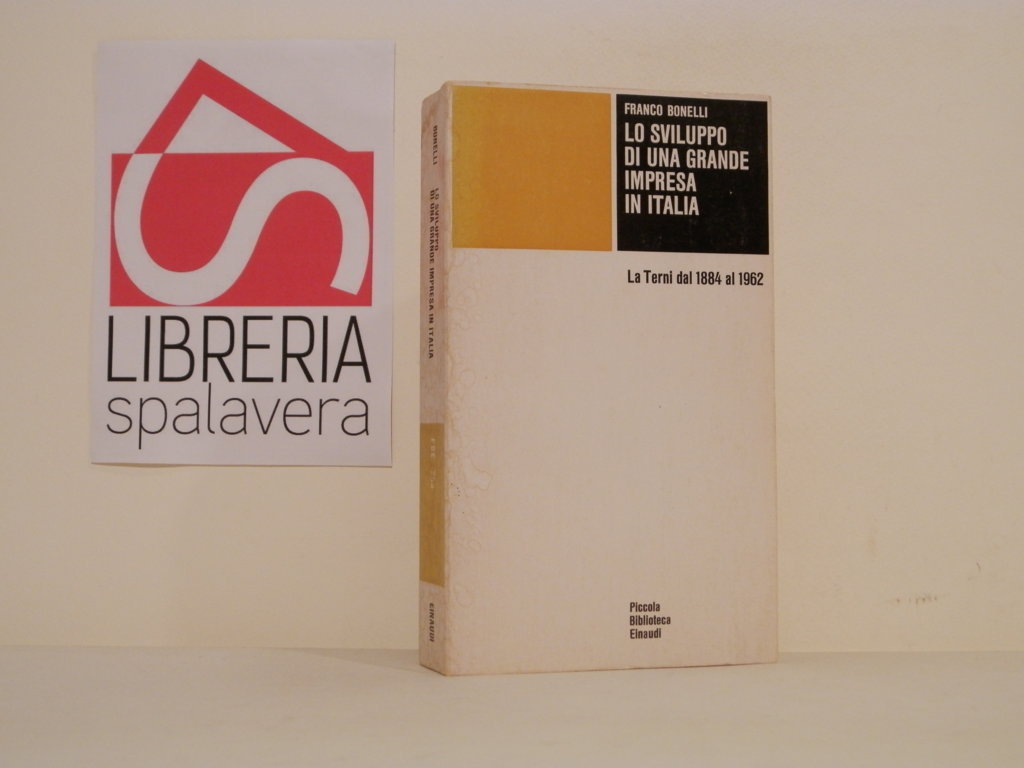 LIBRERIA
spalavera
BONELLI
LO SVILUPPO
DI UNA GRANDE IMPRESA IN ITALIA
PBE
EINAUDI
FRANCO BONELLI
LO SVILUPPO
DI UNA GRANDE
IMPRESA
IN ITALIA
La Terni dal 1884 al 1962
Piccola
Biblioteca
Einaudi